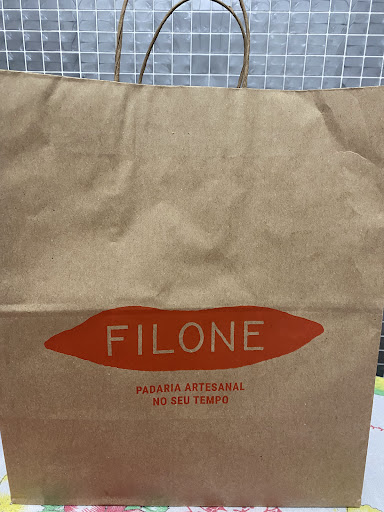 FILONE
PADARIA ARTESANAL
NO SEU TEMPO